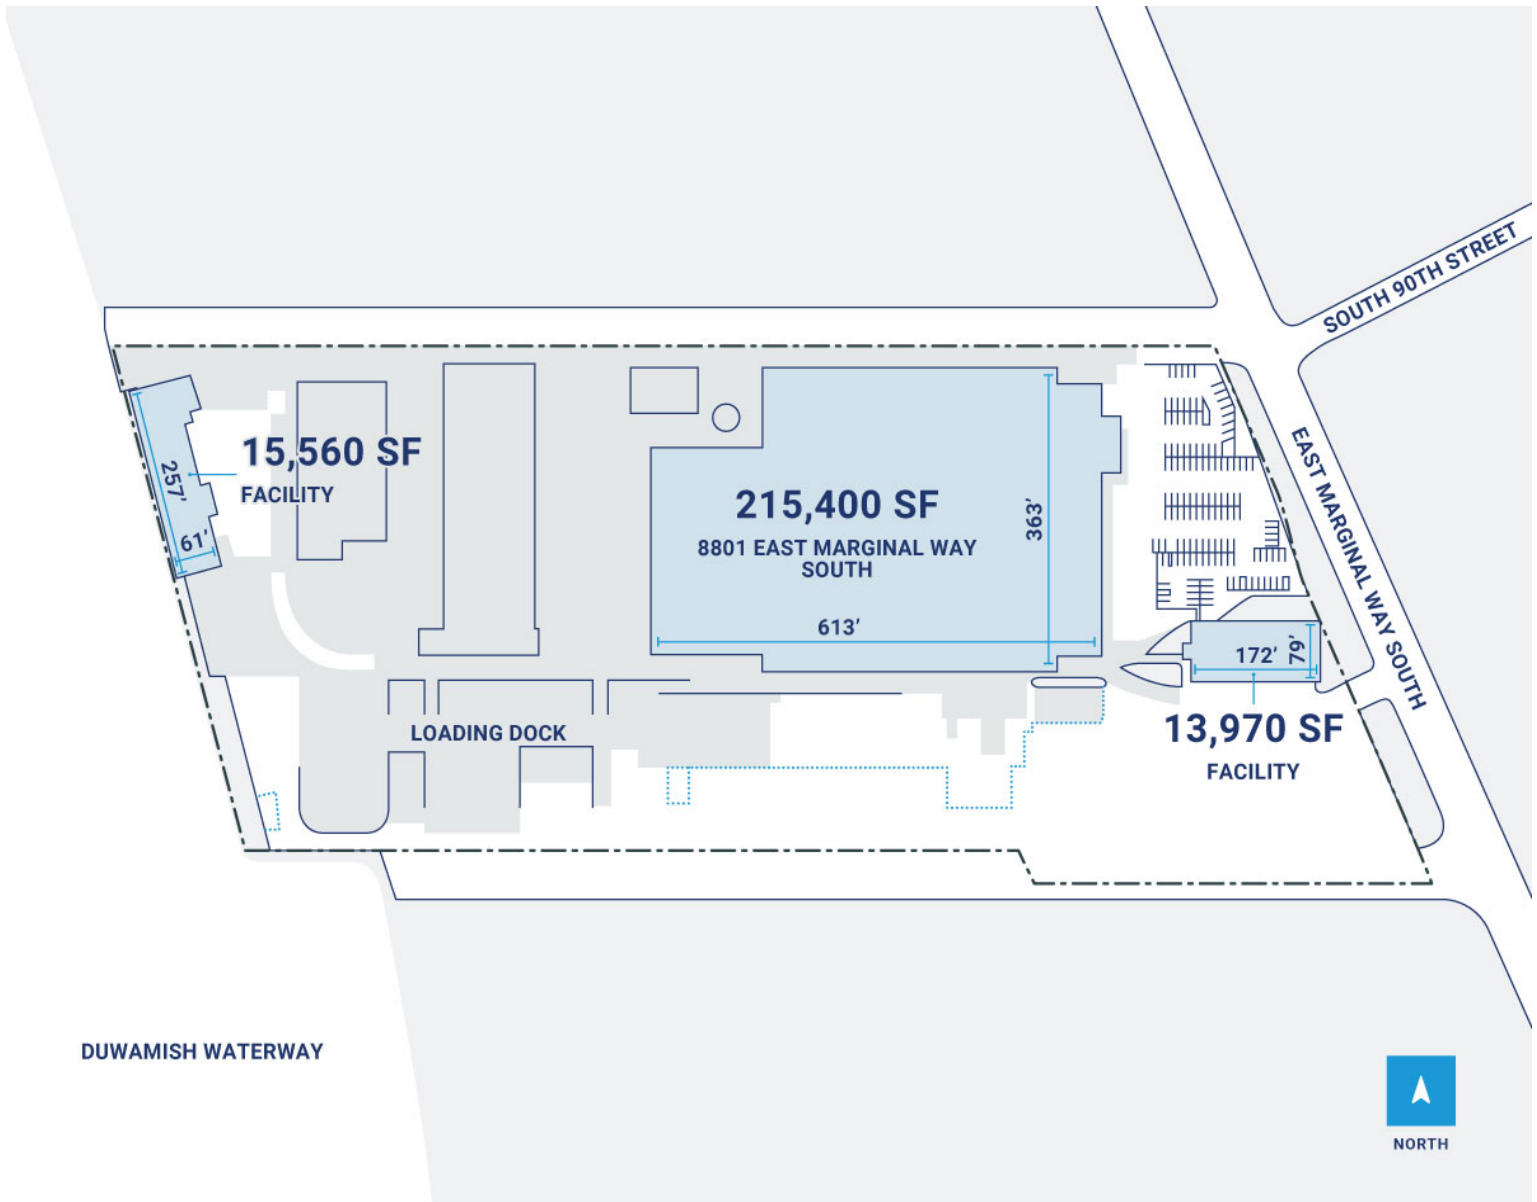 SOUTH 90TH STREET
EAST MARGINAL WAY SOUTH
15,560 SF
FACILITY
257’
61’
215,400 SF
8801 EAST MARGINAL WAY
SOUTH
363’
613’
172’
79’
13,970 SF
FACILITY
LOADING DOCK
DUWAMISH WATERWAY
NORTH